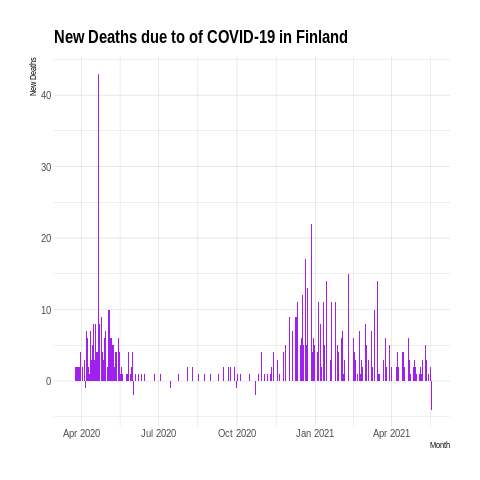 New Deaths due to of COVID-19 in Finland
New Deaths
40
30
20
10
0
Apr 2020 Jul 2020 Oct 2020 Jan 2021 Apr 2021
Month